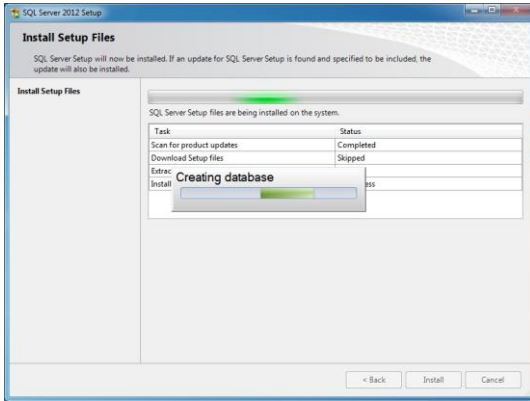 SQL Server 2012 Setup
Install Setup Files
SQL Server Setup will now be installed. If an update for SQL Server Setup is found and specified to be included, the
update will also be installed.
Install Setup Files
SQL Server Setup files are being installed on the system.
Task Status
Scan for product updates Completed
Download Setup files Skipped
Extrac
Install ess
Creating database
< Back Install Cancel